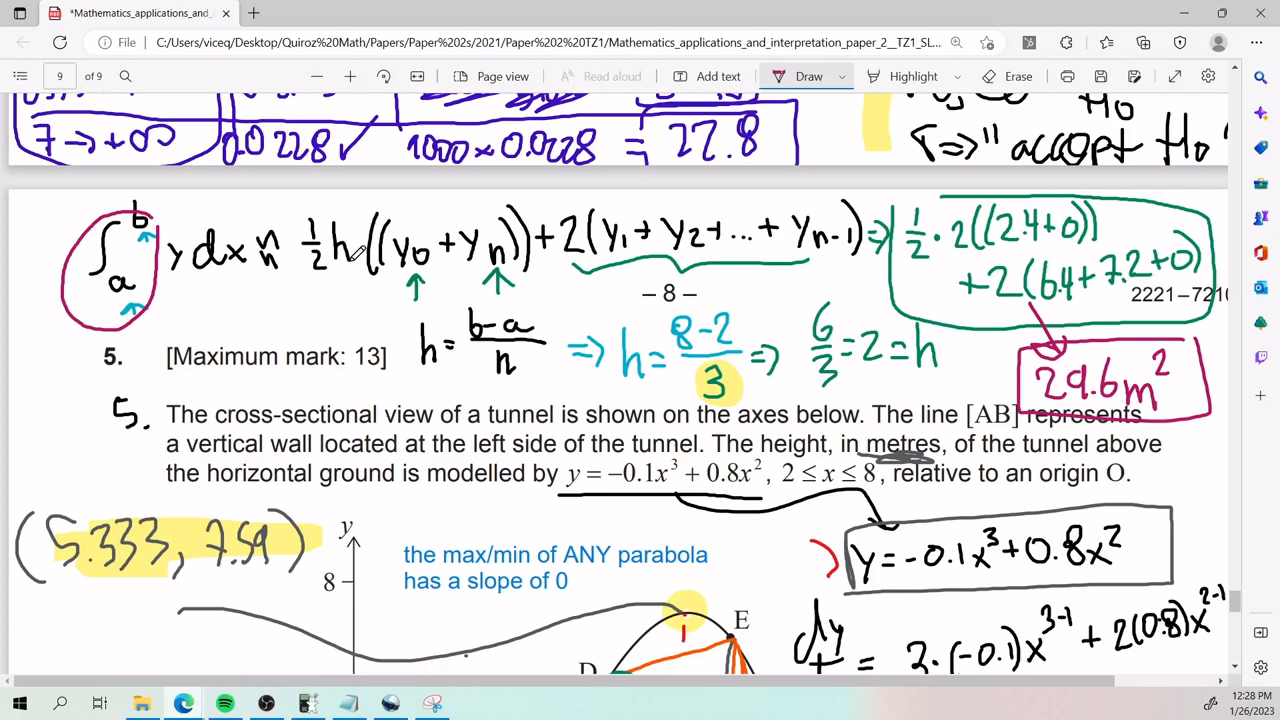 *Mathematics_applications_and_
File C:/Users/viceq/Desktop/Quiroz%20Math/Papers/Paper%202s/2021/Paper%202%20TZ1/Mathematics_applications_and_interpretation_paper_2__TZ1_SL...
9 of 9 Page view Read aloud Add text Draw Highlight Erase
7 → +∞ 0.0228 ✓ 1000 x 0.0228 = 22.8
H₀
⇒ "accept H₀"
∫ₐᵇ y dx ≈ ½h((y₀ + yₙ)) + 2(y₁ + y₂ + ... + yₙ₋₁) ⇒ ½ · 2((2.4+0))
+2(6.4+7.2+0)
– 8 – 2221–7210
h = (b-a)/n ⇒ h = (8-2)/3 ⇒ 6/3 = 2 = h
29.6 m²
5. [Maximum mark: 13]
5. The cross-sectional view of a tunnel is shown on the axes below. The line [AB] represents
a vertical wall located at the left side of the tunnel. The height, in metres, of the tunnel above
the horizontal ground is modelled by y = −0.1x³ + 0.8x², 2 ≤ x ≤ 8, relative to an origin O.
(5.333, 7.59)
y
the max/min of ANY parabola
has a slope of 0
y = -0.1x³ + 0.8x²
8
E
D
dy = 3·(-0.1)x³⁻¹ + 2(0.8)x²⁻¹
12:28 PM
1/26/2023